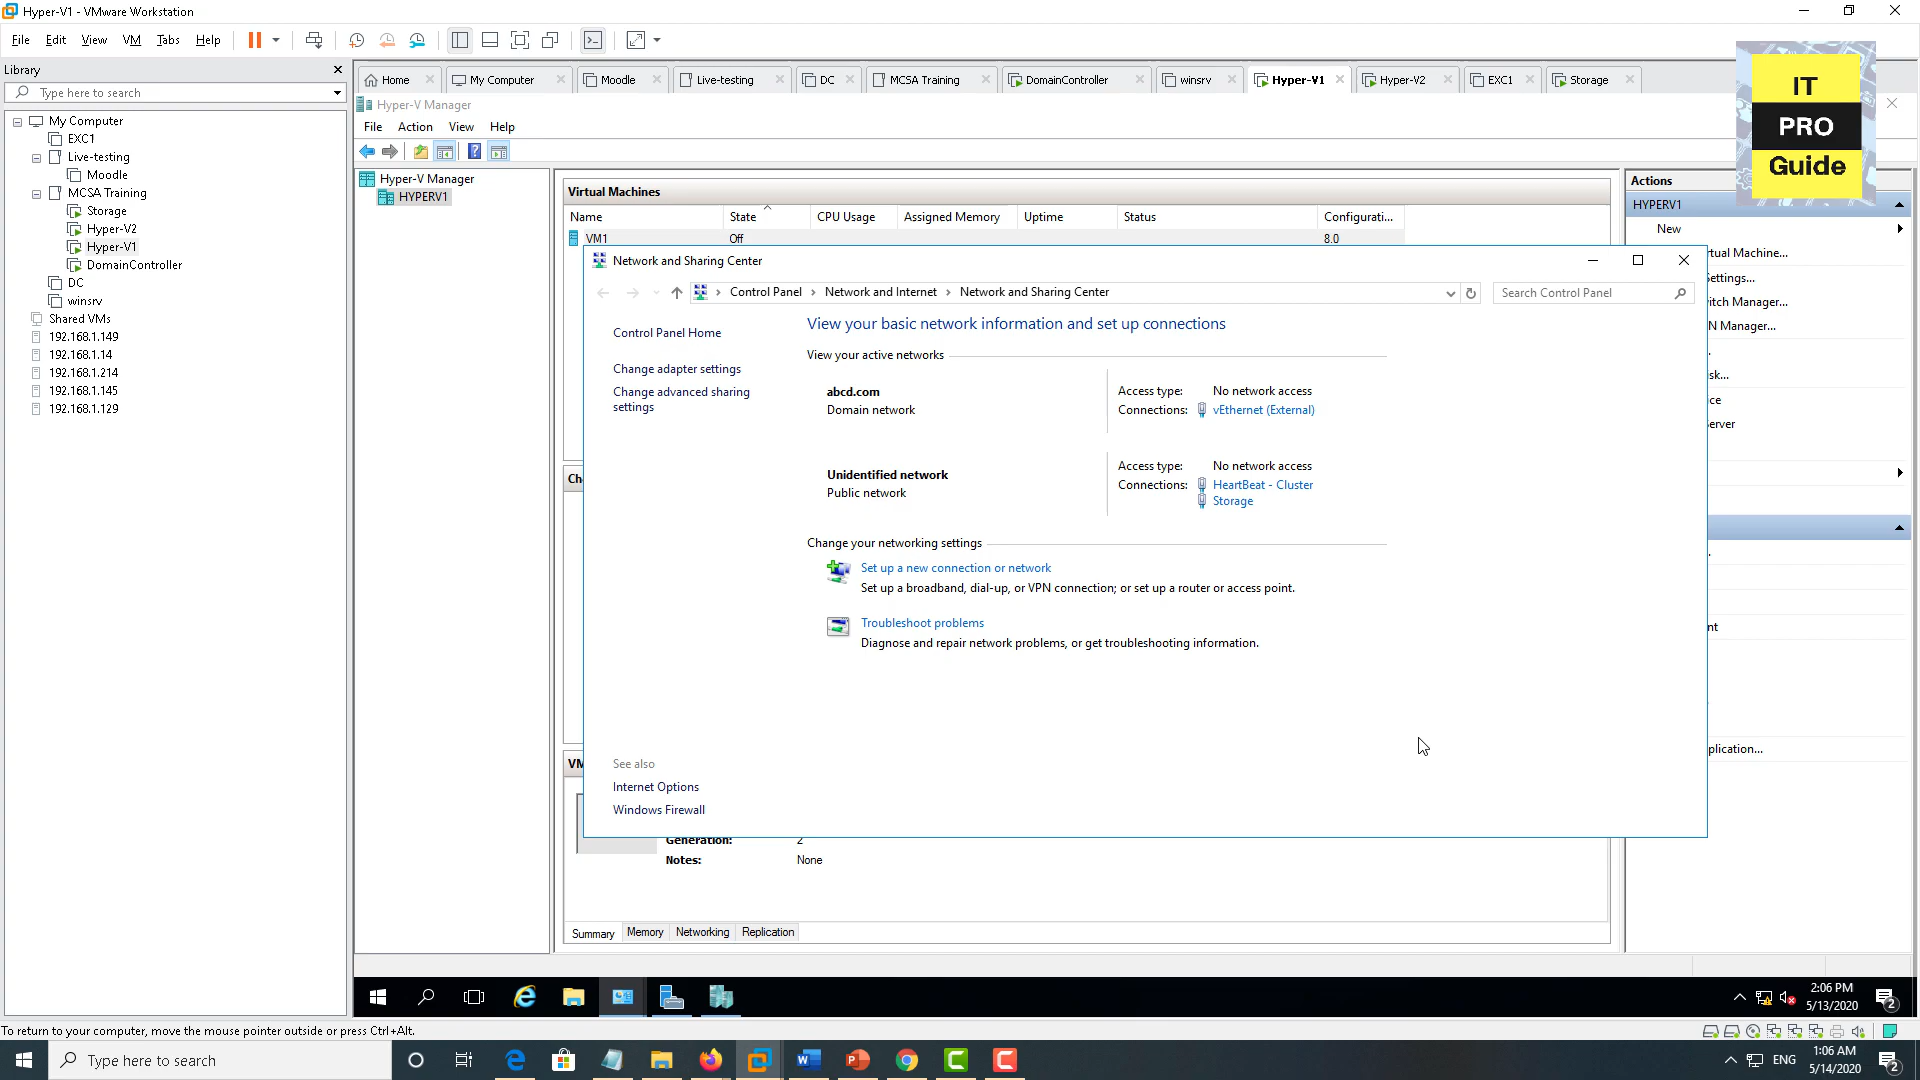 Hyper-V1 - VMware Workstation
File Edit View VM Tabs Help
Library
Type here to search
My Computer
EXC1
Live-testing
Moodle
MCSA Training
Storage
Hyper-V2
Hyper-V1
DomainController
DC
winsrv
Shared VMs
192.168.1.149
192.168.1.14
192.168.1.214
192.168.1.145
192.168.1.129
Home My Computer Moodle Live-testing DC MCSA Training DomainController winsrv Hyper-V1 Hyper-V2 EXC1 Storage
IT
PRO
Guide
Hyper-V Manager
File Action View Help
Hyper-V Manager
HYPERV1
Virtual Machines
Name State CPU Usage Assigned Memory Uptime Status Configurati...
VM1 Off 8.0
Network and Sharing Center
Control Panel Network and Internet Network and Sharing Center
Search Control Panel
Control Panel Home
Change adapter settings
Change advanced sharing
settings
View your basic network information and set up connections
View your active networks
abcd.com
Domain network
Access type: No network access
Connections: vEthernet (External)
Unidentified network
Public network
Access type: No network access
Connections: HeartBeat - Cluster
Storage
Change your networking settings
Set up a new connection or network
Set up a broadband, dial-up, or VPN connection; or set up a router or access point.
Troubleshoot problems
Diagnose and repair network problems, or get troubleshooting information.
See also
Internet Options
Windows Firewall
Generation: 2
Notes: None
Summary Memory Networking Replication
Actions
HYPERV1
New
rtual Machine...
Settings...
itch Manager...
N Manager...
isk...
ice
Server
nt
plication...
2:06 PM
5/13/2020
2
To return to your computer, move the mouse pointer outside or press Ctrl+Alt.
Type here to search
ENG
1:06 AM
5/14/2020
2